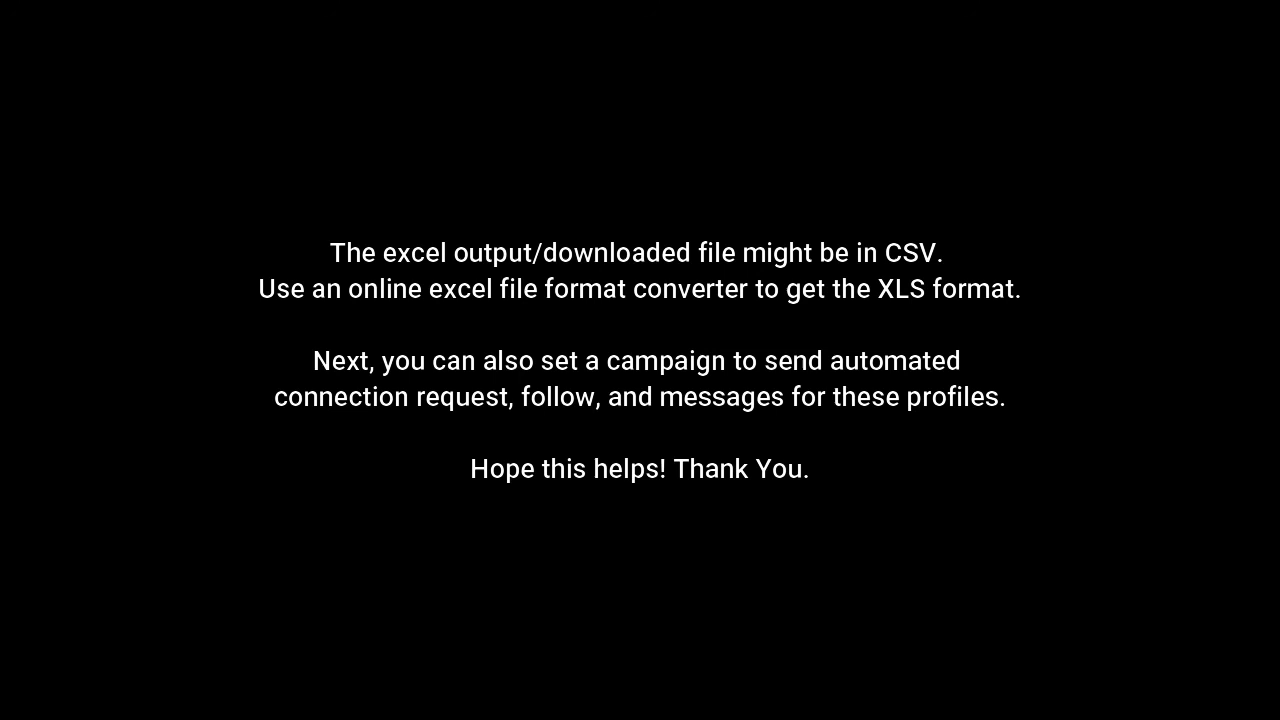 The excel output/downloaded file might be in CSV.
Use an online excel file format converter to get the XLS format.
Next, you can also set a campaign to send automated
connection request, follow, and messages for these profiles.
Hope this helps! Thank You.